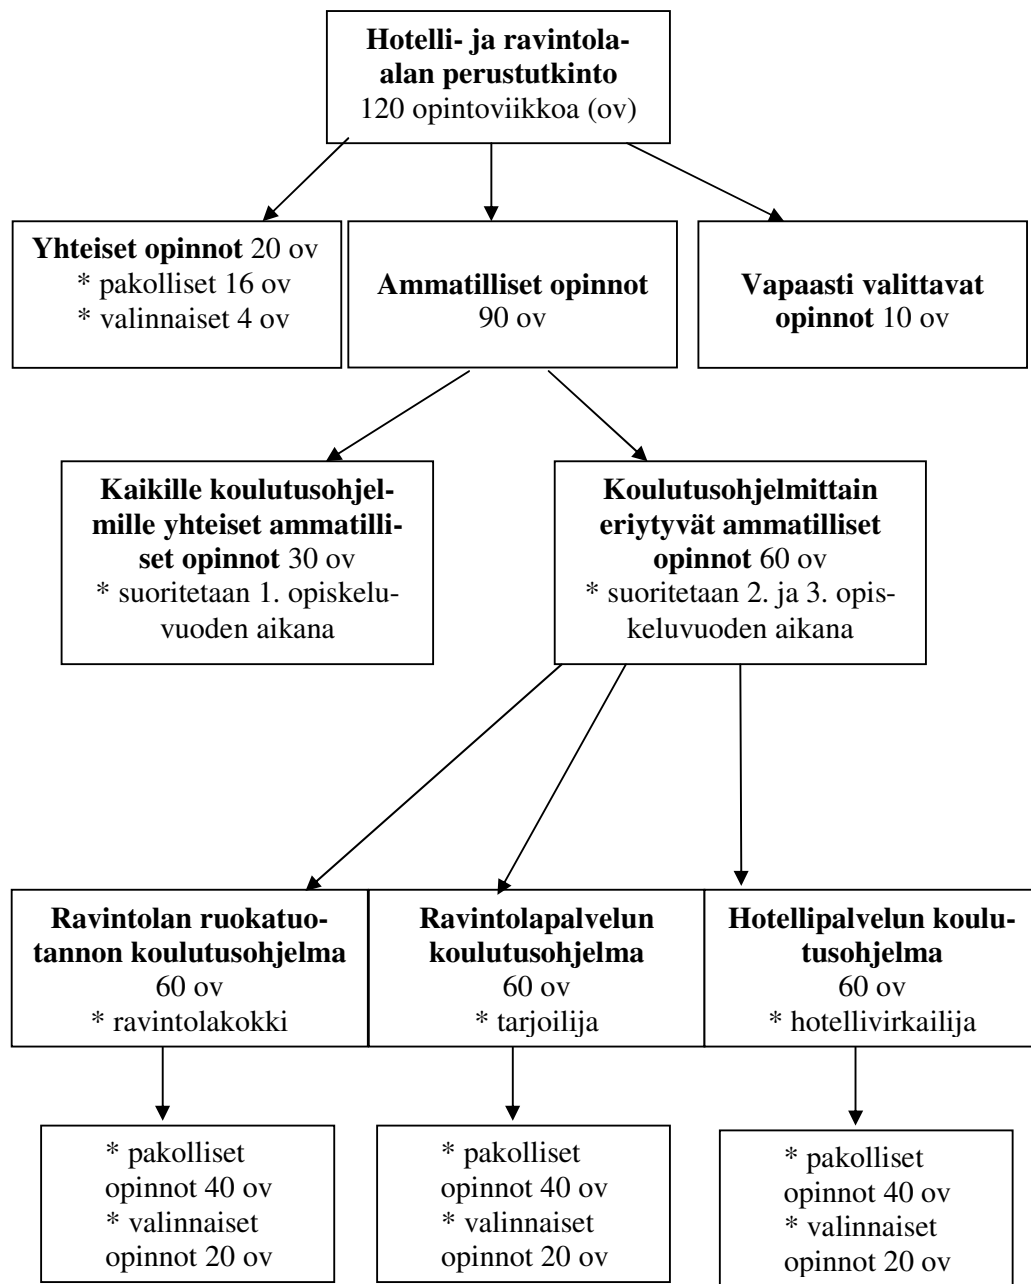 Hotelli- ja ravintola-
alan perustutkinto
120 opintoviikkoa (ov)
Yhteiset opinnot 20 ov
* pakolliset 16 ov
* valinnaiset 4 ov
Ammatilliset opinnot
90 ov
Vapaasti valittavat
opinnot 10 ov
Kaikille koulutusohjel-
mille yhteiset ammatilli-
set opinnot 30 ov
* suoritetaan 1. opiskelu-
vuoden aikana
Koulutusohjelmittain
eriytyvät ammatilliset
opinnot 60 ov
* suoritetaan 2. ja 3. opis-
keluvuoden aikana
Ravintolan ruokatuo-
tannon koulutusohjelma
60 ov
* ravintolakokki
Ravintolapalvelun
koulutusohjelma
60 ov
* tarjoilija
Hotellipalvelun koulu-
tusohjelma
60 ov
* hotellivirkailija
* pakolliset
opinnot 40 ov
* valinnaiset
opinnot 20 ov
* pakolliset
opinnot 40 ov
* valinnaiset
opinnot 20 ov
* pakolliset
opinnot 40 ov
* valinnaiset
opinnot 20 ov